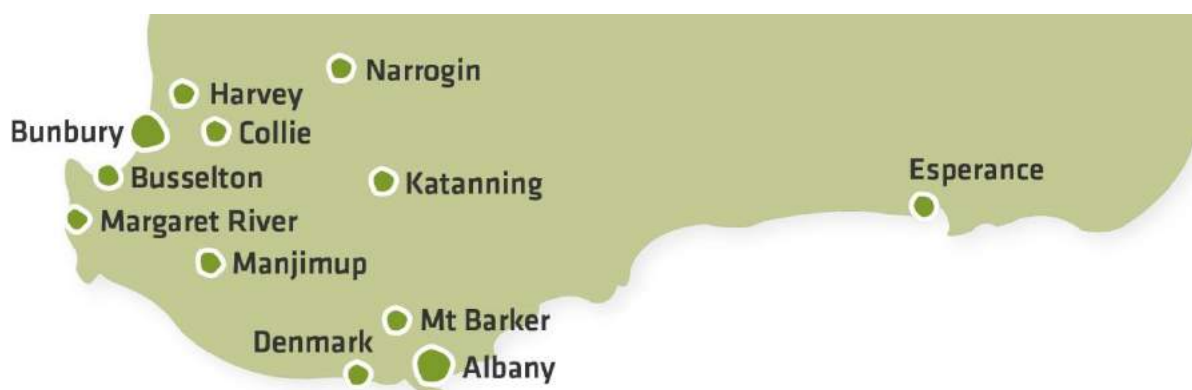 Narrogin
Harvey
Bunbury
Collie
Busselton
Katanning
Esperance
Margaret River
Manjimup
Mt Barker
Denmark
Albany